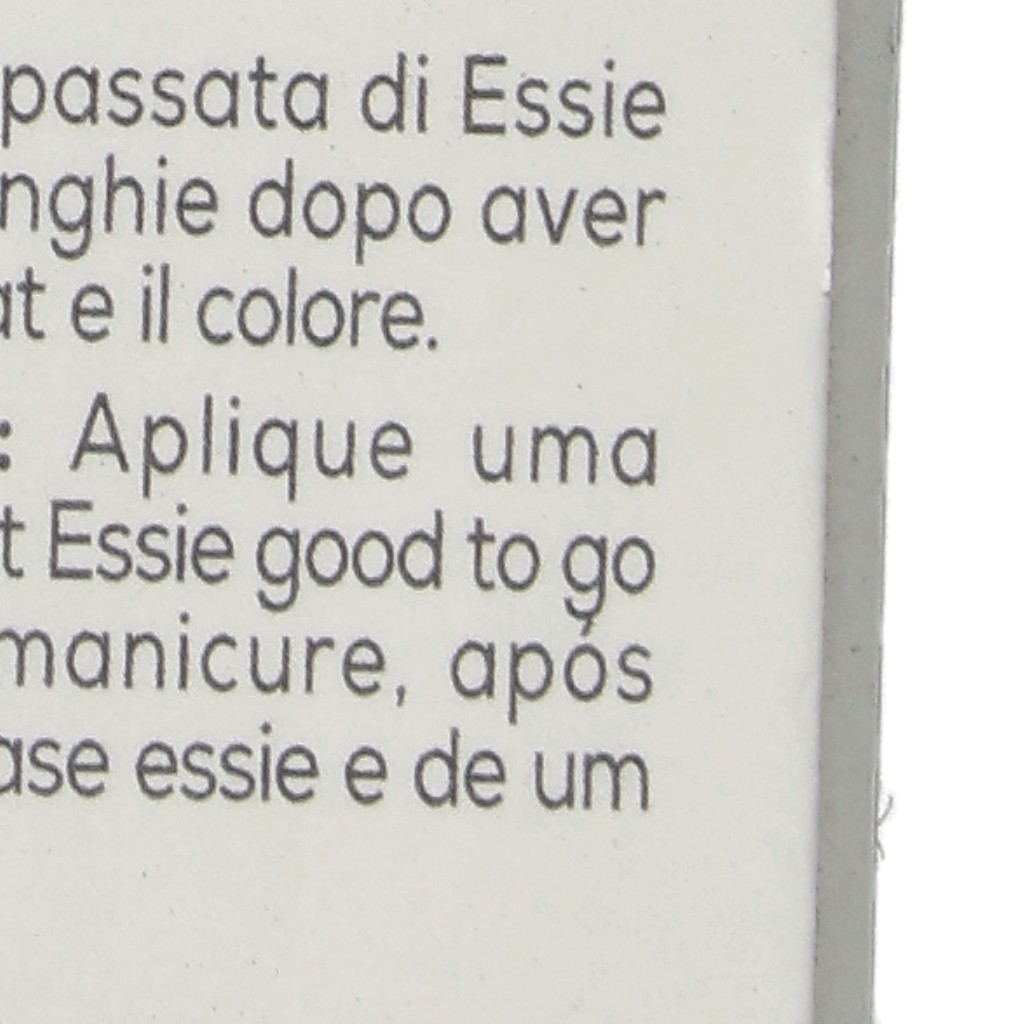 passata di Essie
nghie dopo aver
at e il colore.
: Aplique uma
t Essie good to go
manicure, após
ase essie e de um